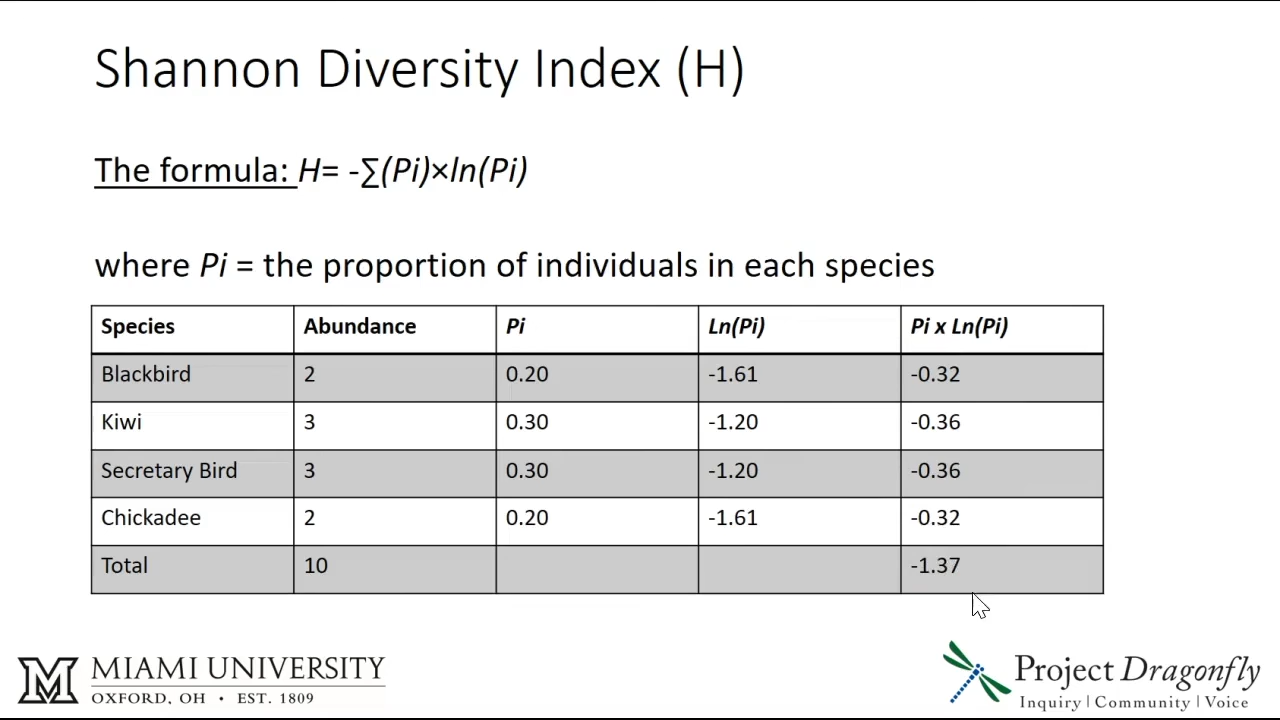 Shannon Diversity Index (H)
The formula: H= -∑(Pi)×ln(Pi)
where Pi = the proportion of individuals in each species
Species Abundance Pi Ln(Pi) Pi x Ln(Pi)
Blackbird 2 0.20 -1.61 -0.32
Kiwi 3 0.30 -1.20 -0.36
Secretary Bird 3 0.30 -1.20 -0.36
Chickadee 2 0.20 -1.61 -0.32
Total 10 -1.37
M MIAMI UNIVERSITY
OXFORD, OH • EST. 1809
Project Dragonfly
Inquiry | Community | Voice